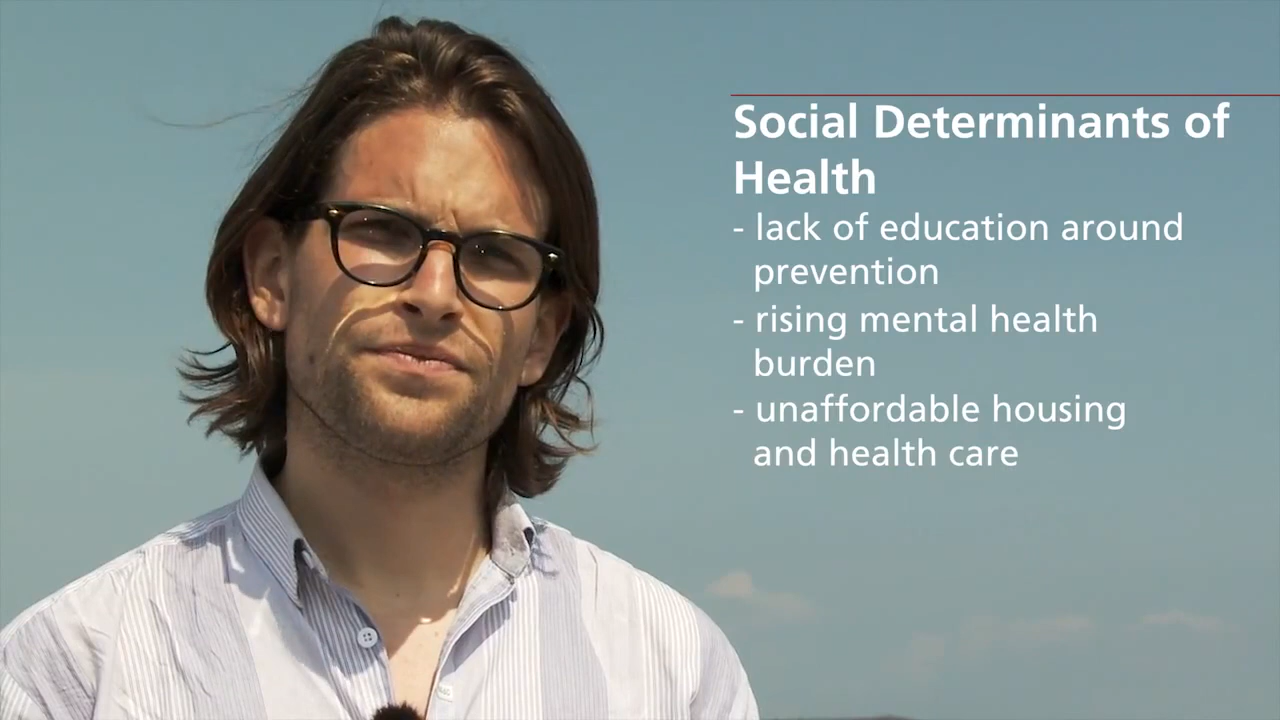 Social Determinants of
Health
- lack of education around
prevention
- rising mental health
burden
- unaffordable housing
and health care